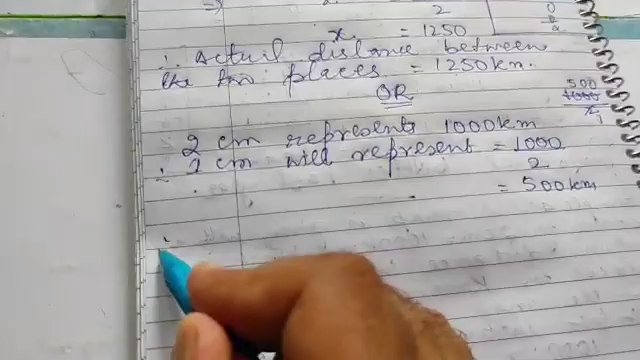 2
x = 1250
∴ Actual distance between
the two places = 1250 km.
OR
500
1000
2
1
2 cm represents 1000 km
∴ 1 cm will represent = 1000
2
= 500 km